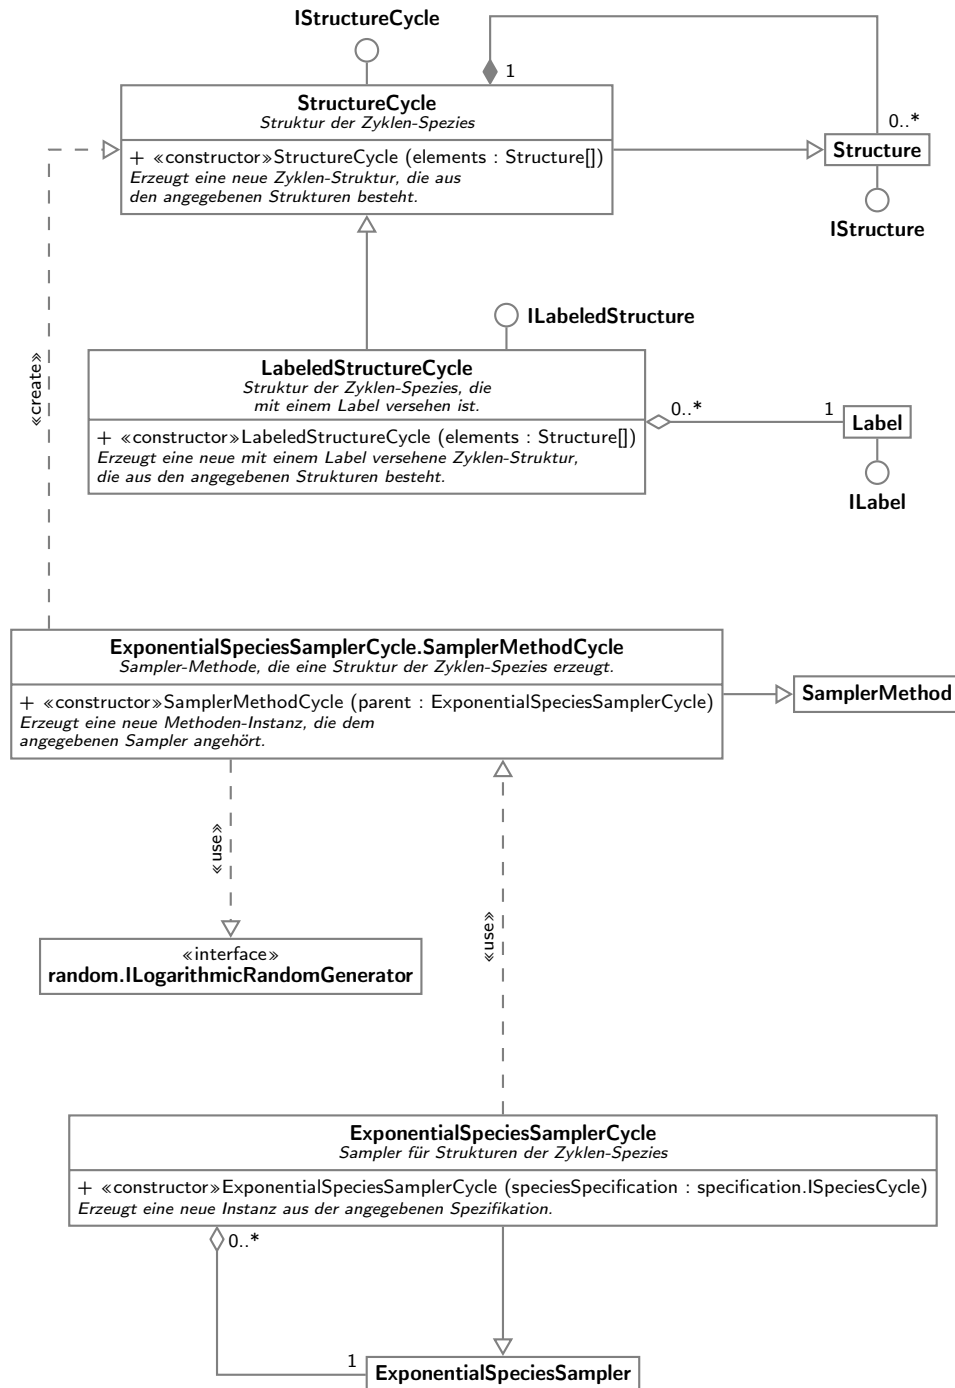 IStructureCycle
1
StructureCycle
Struktur der Zyklen-Spezies
+ «constructor»StructureCycle (elements : Structure[])
Erzeugt eine neue Zyklen-Struktur, die aus
den angegebenen Strukturen besteht.
0..*
Structure
IStructure
«create»
ILabeledStructure
LabeledStructureCycle
Struktur der Zyklen-Spezies, die
mit einem Label versehen ist.
+ «constructor»LabeledStructureCycle (elements : Structure[])
Erzeugt eine neue mit einem Label versehene Zyklen-Struktur,
die aus den angegebenen Strukturen besteht.
0..*
1
Label
ILabel
ExponentialSpeciesSamplerCycle.SamplerMethodCycle
Sampler-Methode, die eine Struktur der Zyklen-Spezies erzeugt.
+ «constructor»SamplerMethodCycle (parent : ExponentialSpeciesSamplerCycle)
Erzeugt eine neue Methoden-Instanz, die dem
angegebenen Sampler angehört.
SamplerMethod
«use»
«interface»
random.ILogarithmicRandomGenerator
«use»
ExponentialSpeciesSamplerCycle
Sampler für Strukturen der Zyklen-Spezies
+ «constructor»ExponentialSpeciesSamplerCycle (speciesSpecification : specification.ISpeciesCycle)
Erzeugt eine neue Instanz aus der angegebenen Spezifikation.
0..*
1
ExponentialSpeciesSampler